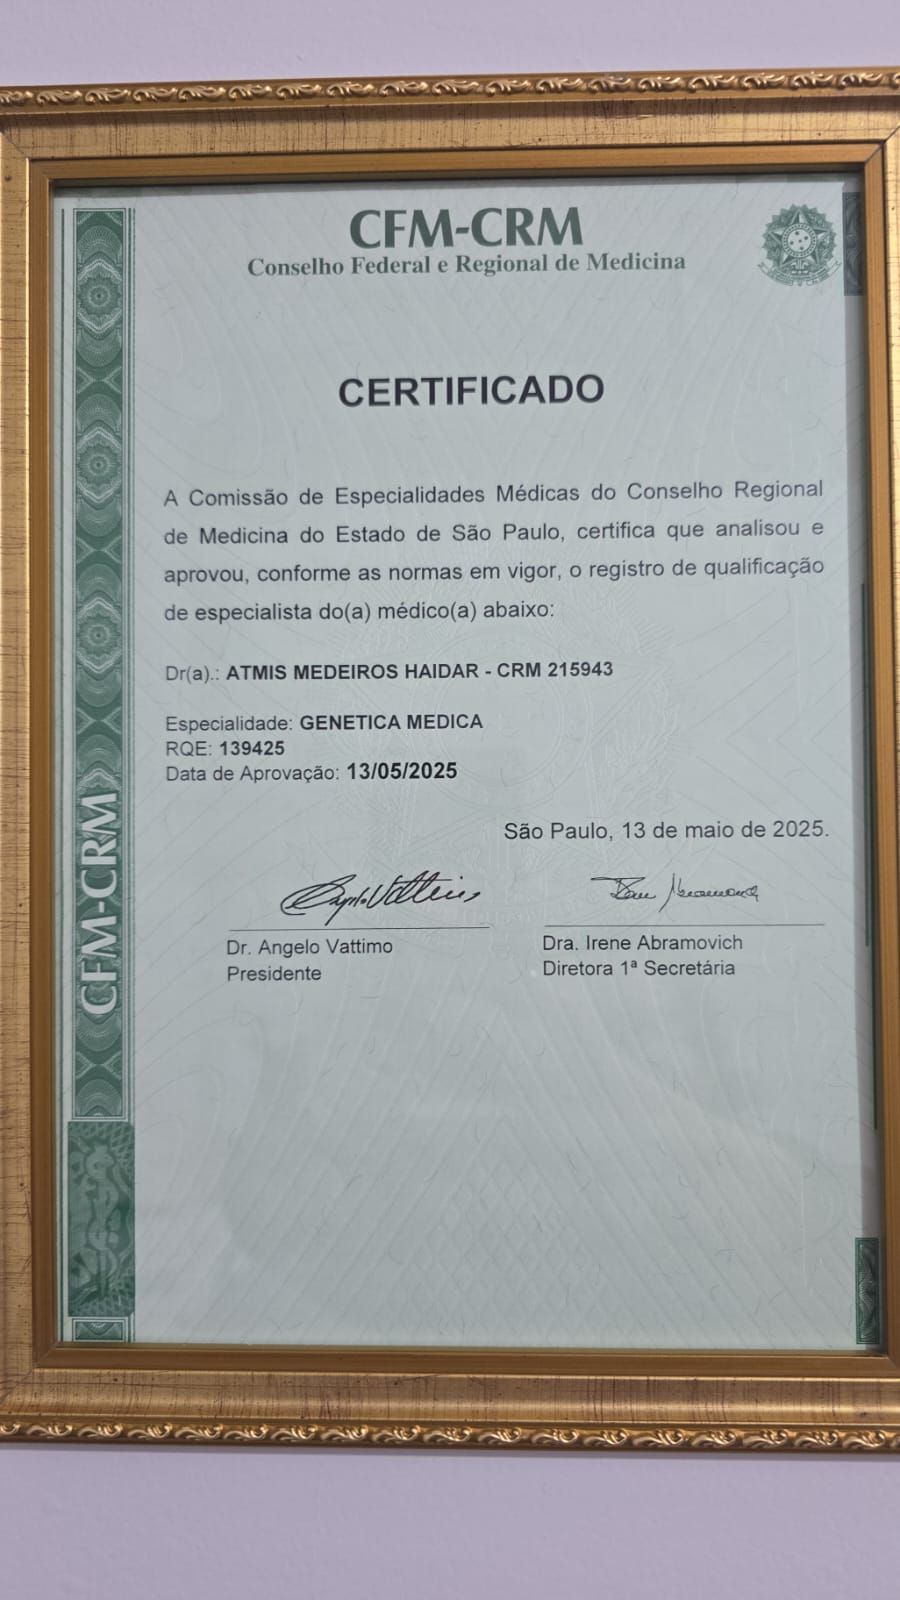 CFM-CRM
Conselho Federal e Regional de Medicina
CERTIFICADO
A Comissão de Especialidades Médicas do Conselho Regional
de Medicina do Estado de São Paulo, certifica que analisou e
aprovou, conforme as normas em vigor, o registro de qualificação
de especialista do(a) médico(a) abaixo:
Dr(a).: ATMIS MEDEIROS HAIDAR - CRM 215943
Especialidade: GENETICA MEDICA
RQE: 139425
Data de Aprovação: 13/05/2025
São Paulo, 13 de maio de 2025.
Dr. Angelo Vattimo
Presidente
Dra. Irene Abramovich
Diretora 1ª Secretária
CFM-CRM